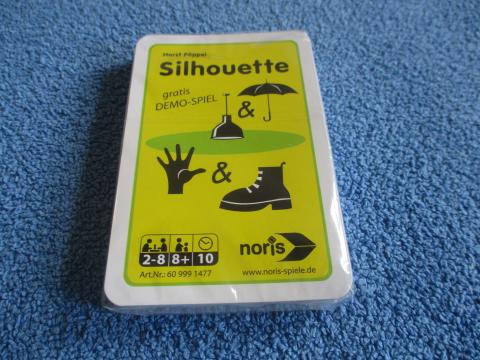 Horst Pöppel
Silhouette
gratis
DEMO-SPIEL
&
&
2-8 8+ 10
noris
Art.Nr.: 60 999 1477
www.noris-spiele.de